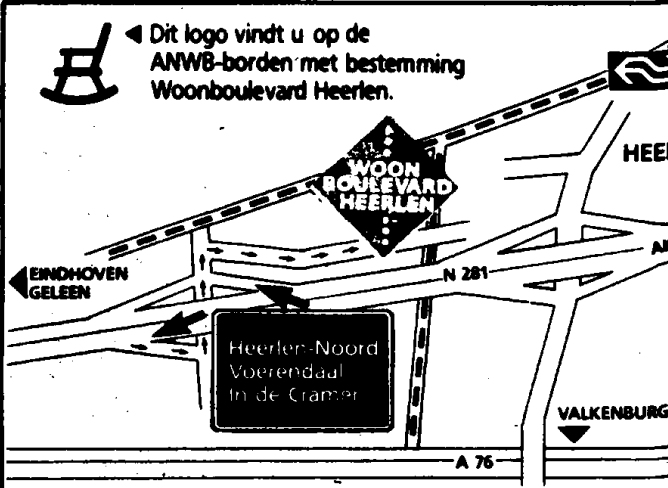 Dit logo vindt u op de
ANWB-borden met bestemming
Woonboulevard Heerlen.
WOON
BOULEVARD
HEERLEN
HEER
EINDHOVEN
GELEEN
N 281
Heerlen-Noord
Voerendaal
In de Cramer
VALKENBURG
A 76